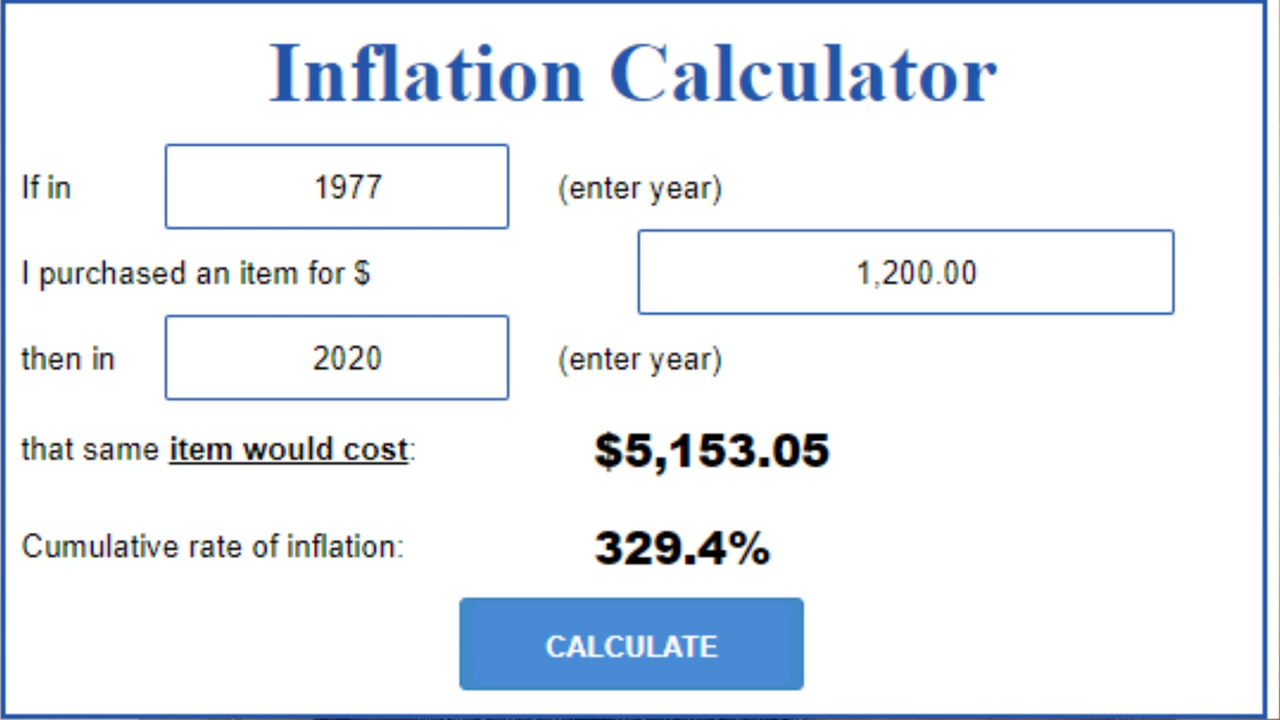 Inflation Calculator
If in 1977 (enter year)
I purchased an item for $ 1,200.00
then in 2020 (enter year)
that same item would cost: $5,153.05
Cumulative rate of inflation: 329.4%
CALCULATE